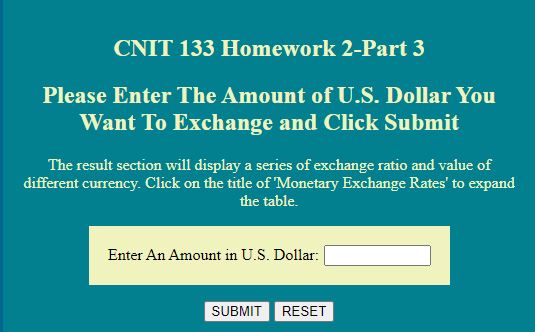 CNIT 133 Homework 2-Part 3
Please Enter The Amount of U.S. Dollar You
Want To Exchange and Click Submit
The result section will display a series of exchange ratio and value of
different currency. Click on the title of 'Monetary Exchange Rates' to expand
the table.
Enter An Amount in U.S. Dollar:
SUBMIT RESET